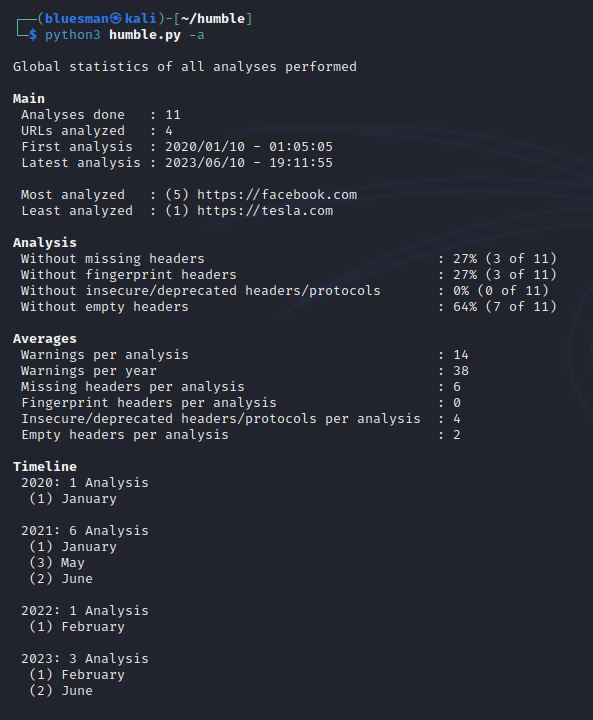 ┌──(bluesman㉿kali)-[~/humble]
└─$ python3 humble.py -a
Global statistics of all analyses performed
Main
Analyses done   : 11
URLs analyzed   : 4
First analysis  : 2020/01/10 - 01:05:05
Latest analysis : 2023/06/10 - 19:11:55
Most analyzed   : (5) https://facebook.com
Least analyzed  : (1) https://tesla.com
Analysis
Without missing headers                             : 27% (3 of 11)
Without fingerprint headers                         : 27% (3 of 11)
Without insecure/deprecated headers/protocols       : 0% (0 of 11)
Without empty headers                               : 64% (7 of 11)
Averages
Warnings per analysis                               : 14
Warnings per year                                   : 38
Missing headers per analysis                        : 6
Fingerprint headers per analysis                    : 0
Insecure/deprecated headers/protocols per analysis  : 4
Empty headers per analysis                          : 2
Timeline
2020: 1 Analysis
(1) January
2021: 6 Analysis
(1) January
(3) May
(2) June
2022: 1 Analysis
(1) February
2023: 3 Analysis
(1) February
(2) June